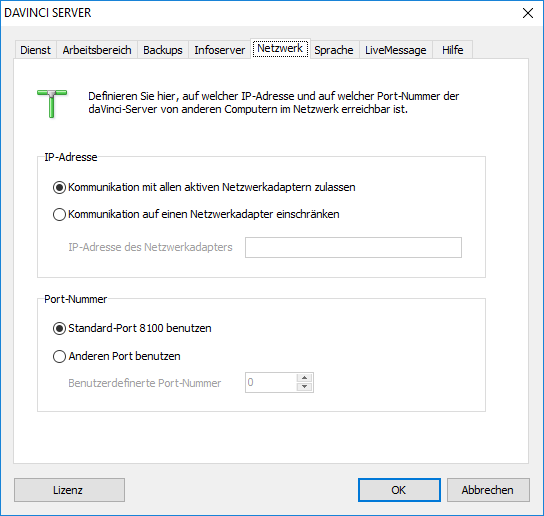 DAVINCI SERVER
Dienst Arbeitsbereich Backups Infoserver Netzwerk Sprache LiveMessage Hilfe
Definieren Sie hier, auf welcher IP-Adresse und auf welcher Port-Nummer der
daVinci-Server von anderen Computern im Netzwerk erreichbar ist.
IP-Adresse
Kommunikation mit allen aktiven Netzwerkadaptern zulassen
Kommunikation auf einen Netzwerkadapter einschränken
IP-Adresse des Netzwerkadapters
Port-Nummer
Standard-Port 8100 benutzen
Anderen Port benutzen
Benutzerdefinierte Port-Nummer 0
Lizenz OK Abbrechen